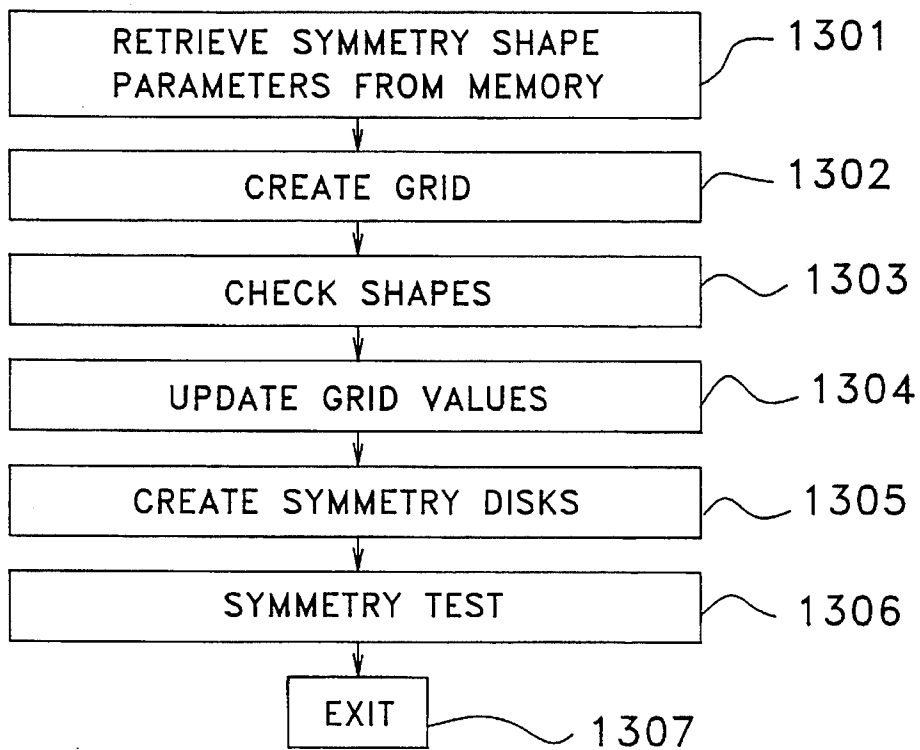 RETRIEVE SYMMETRY SHAPE
PARAMETERS FROM MEMORY
1301
CREATE GRID
1302
CHECK SHAPES
1303
UPDATE GRID VALUES
1304
CREATE SYMMETRY DISKS
1305
SYMMETRY TEST
1306
EXIT
1307